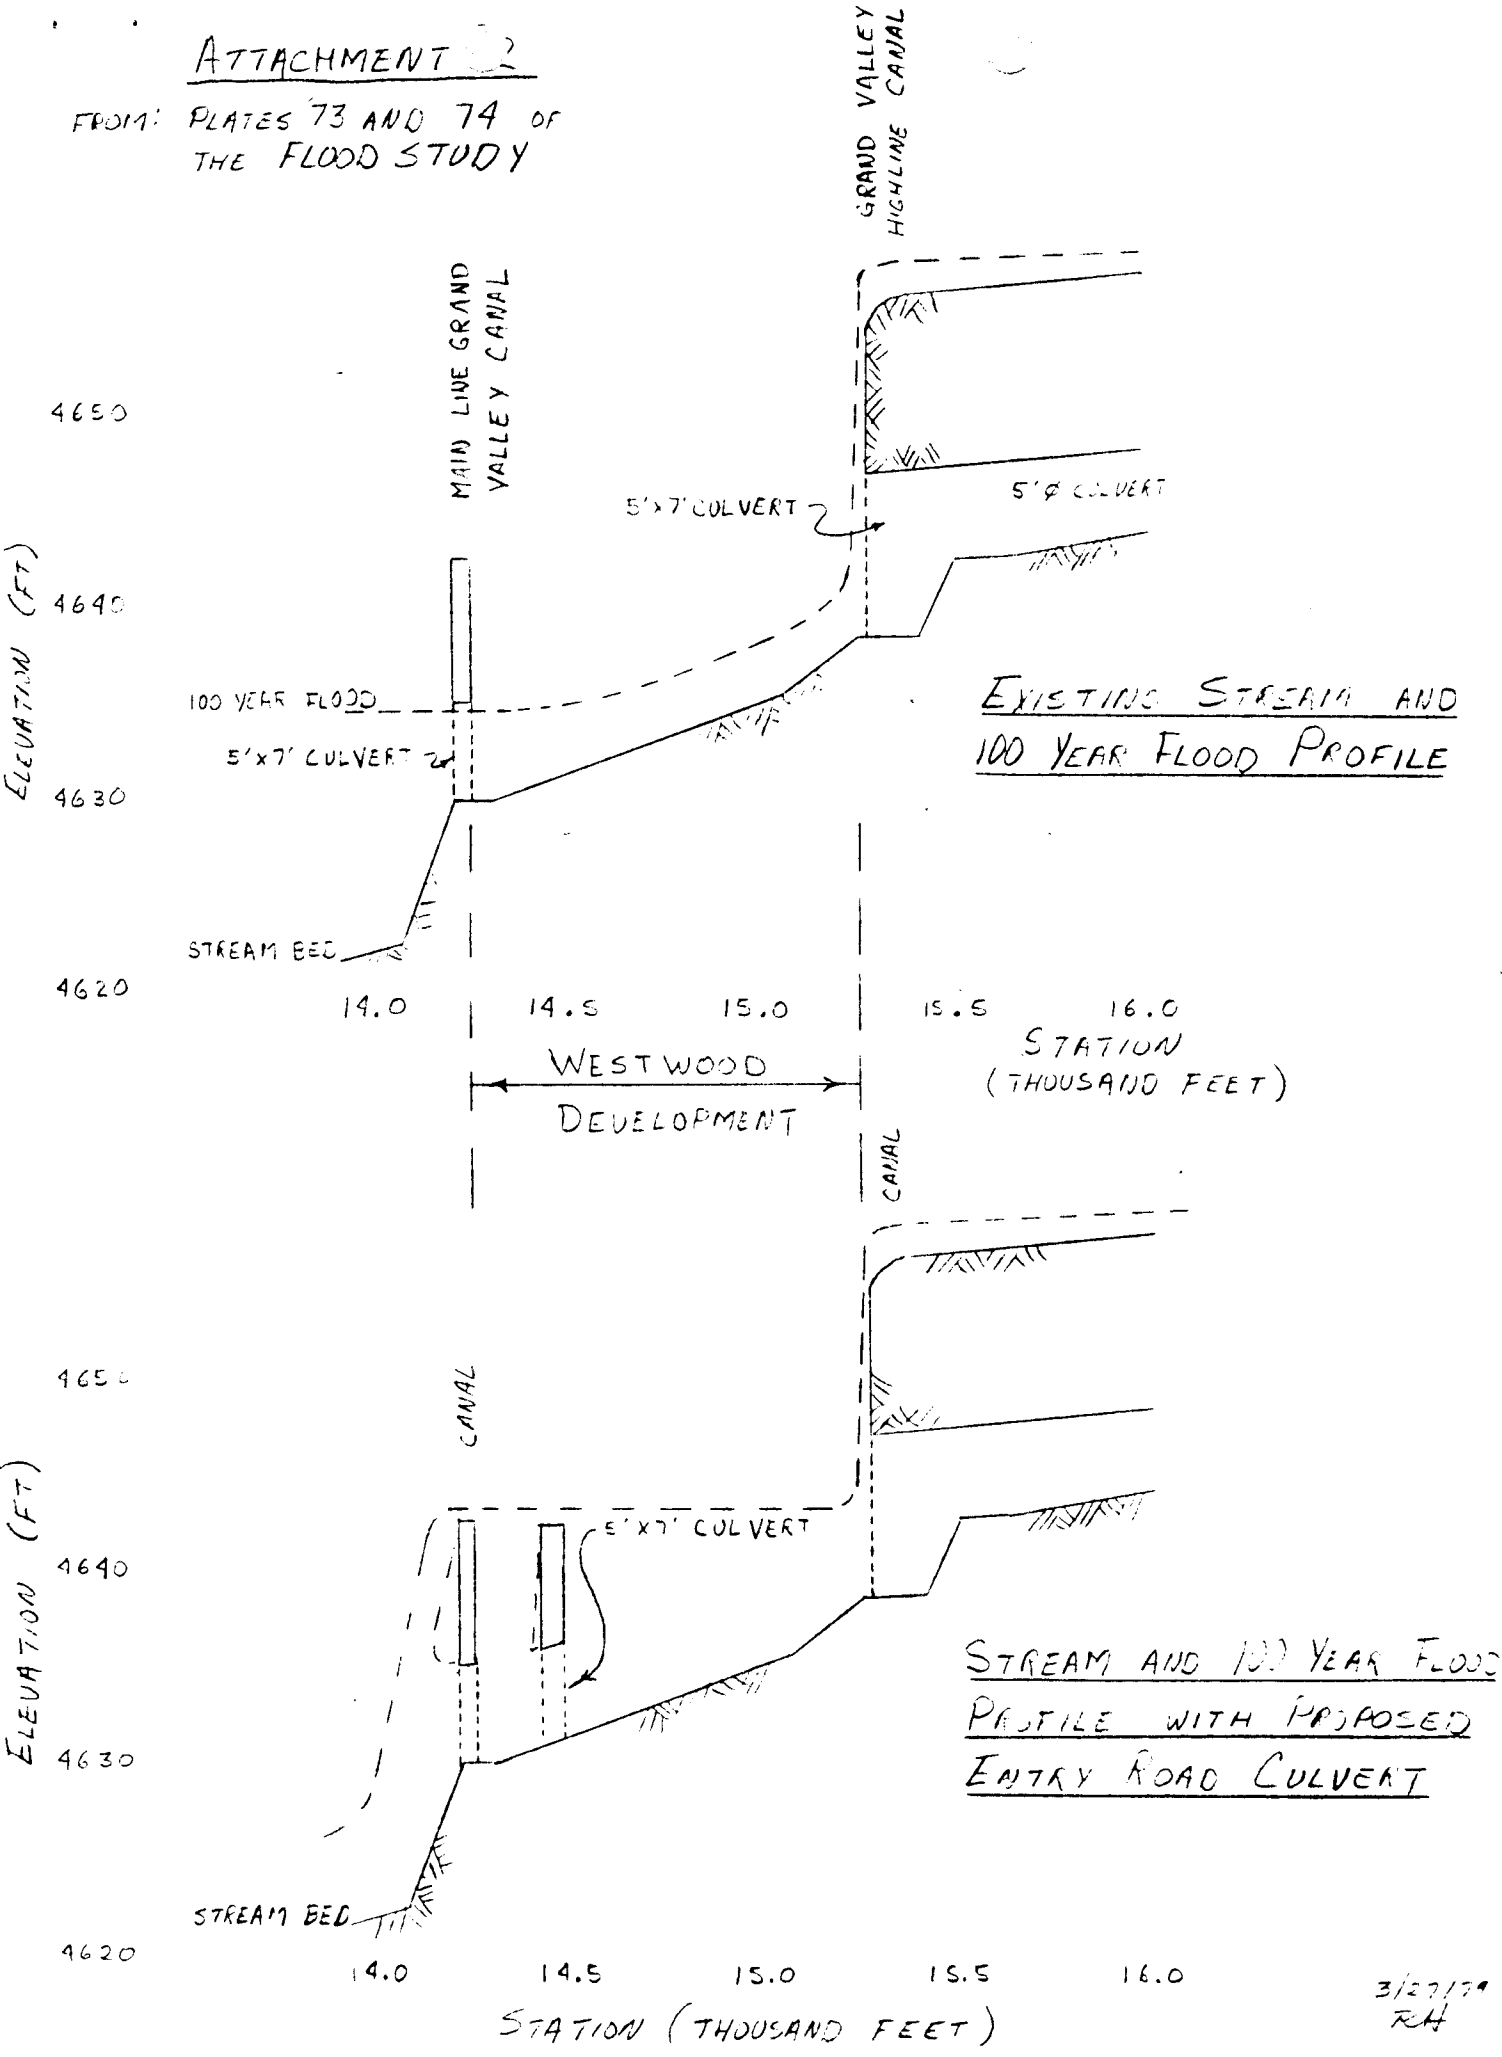 ATTACHMENT 2
FROM: PLATES 73 AND 74 OF
THE FLOOD STUDY
GRAND VALLEY
HIGHLINE CANAL
MAIN LINE GRAND
VALLEY CANAL
4650
5'x7' CULVERT
5'Ø CULVERT
ELEVATION (FT)
4640
100 YEAR FLOOD
EXISTING STREAM AND
100 YEAR FLOOD PROFILE
5'x7' CULVERT
4630
STREAM BED
4620
14.0 14.5 15.0 15.5 16.0
STATION
(THOUSAND FEET)
WESTWOOD
DEVELOPMENT
CANAL
CANAL
4650
5'x7' CULVERT
ELEVATION (FT)
4640
STREAM AND 100 YEAR FLOOD
PROFILE WITH PROPOSED
ENTRY ROAD CULVERT
4630
STREAM BED
4620
14.0 14.5 15.0 15.5 16.0
STATION (THOUSAND FEET)
3/27/79